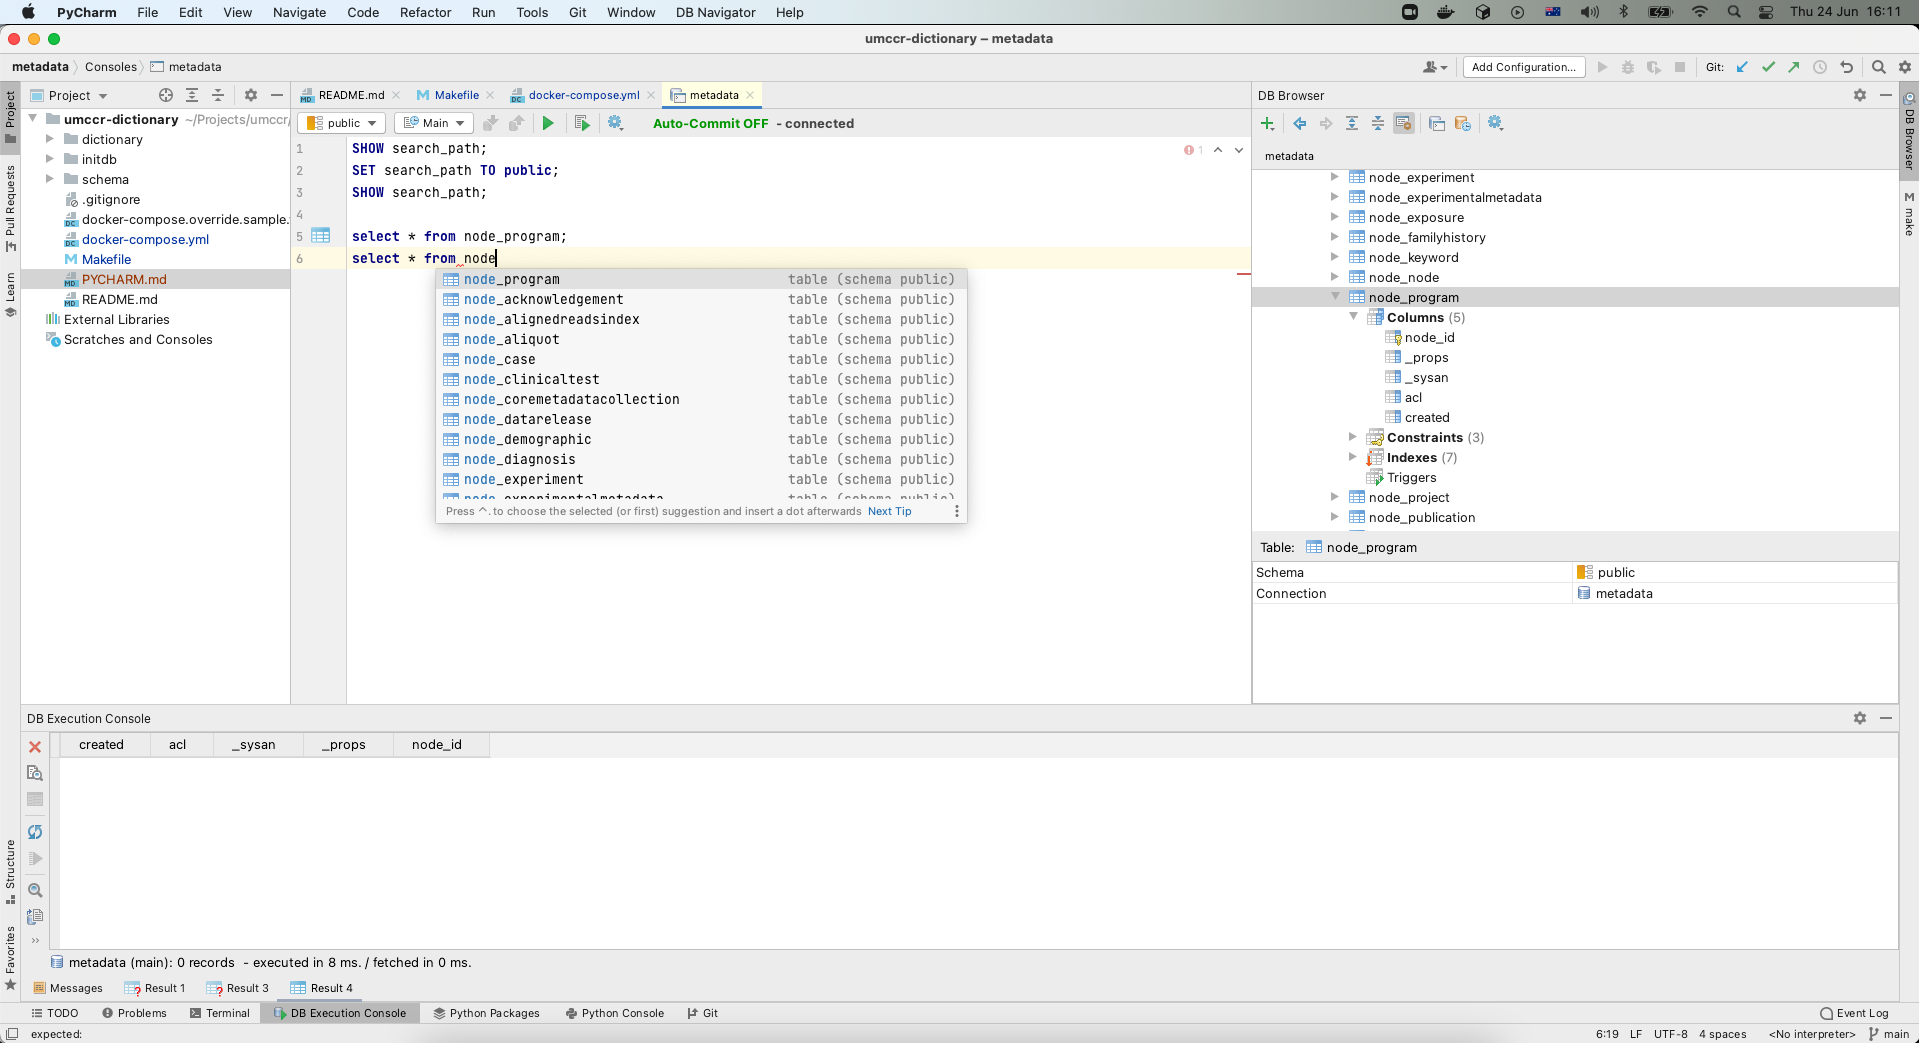 PyCharm File Edit View Navigate Code Refactor Run Tools Git Window DB Navigator Help Thu 24 Jun 16:11
umccr-dictionary – metadata
metadata Consoles metadata Add Configuration... Git:
Project
Pull Requests
Learn
Structure
Favorites
Project
umccr-dictionary ~/Projects/umccr/
dictionary
initdb
schema
.gitignore
docker-compose.override.sample.
docker-compose.yml
Makefile
PYCHARM.md
README.md
External Libraries
Scratches and Consoles
README.md Makefile docker-compose.yml metadata
public Main Auto-Commit OFF - connected
1 SHOW search_path; 1
2 SET search_path TO public;
3 SHOW search_path;
4
5 select * from node_program;
6 select * from node
node_program table (schema public)
node_acknowledgement table (schema public)
node_alignedreadsindex table (schema public)
node_aliquot table (schema public)
node_case table (schema public)
node_clinicaltest table (schema public)
node_coremetadatacollection table (schema public)
node_datarelease table (schema public)
node_demographic table (schema public)
node_diagnosis table (schema public)
node_experiment table (schema public)
node_experimentalmetadata table (schema public)
Press ^. to choose the selected (or first) suggestion and insert a dot afterwards Next Tip
DB Browser
metadata
node_experiment
node_experimentalmetadata
node_exposure
node_familyhistory
node_keyword
node_node
node_program
Columns (5)
node_id
_props
_sysan
acl
created
Constraints (3)
Indexes (7)
Triggers
node_project
node_publication
Table: node_program
Schema public
Connection metadata
DB Browser
make
DB Execution Console
created acl _sysan _props node_id
metadata (main): 0 records - executed in 8 ms. / fetched in 0 ms.
Messages Result 1 Result 3 Result 4
TODO Problems Terminal DB Execution Console Python Packages Python Console Git Event Log
expected: 6:19 LF UTF-8 4 spaces <No interpreter> main